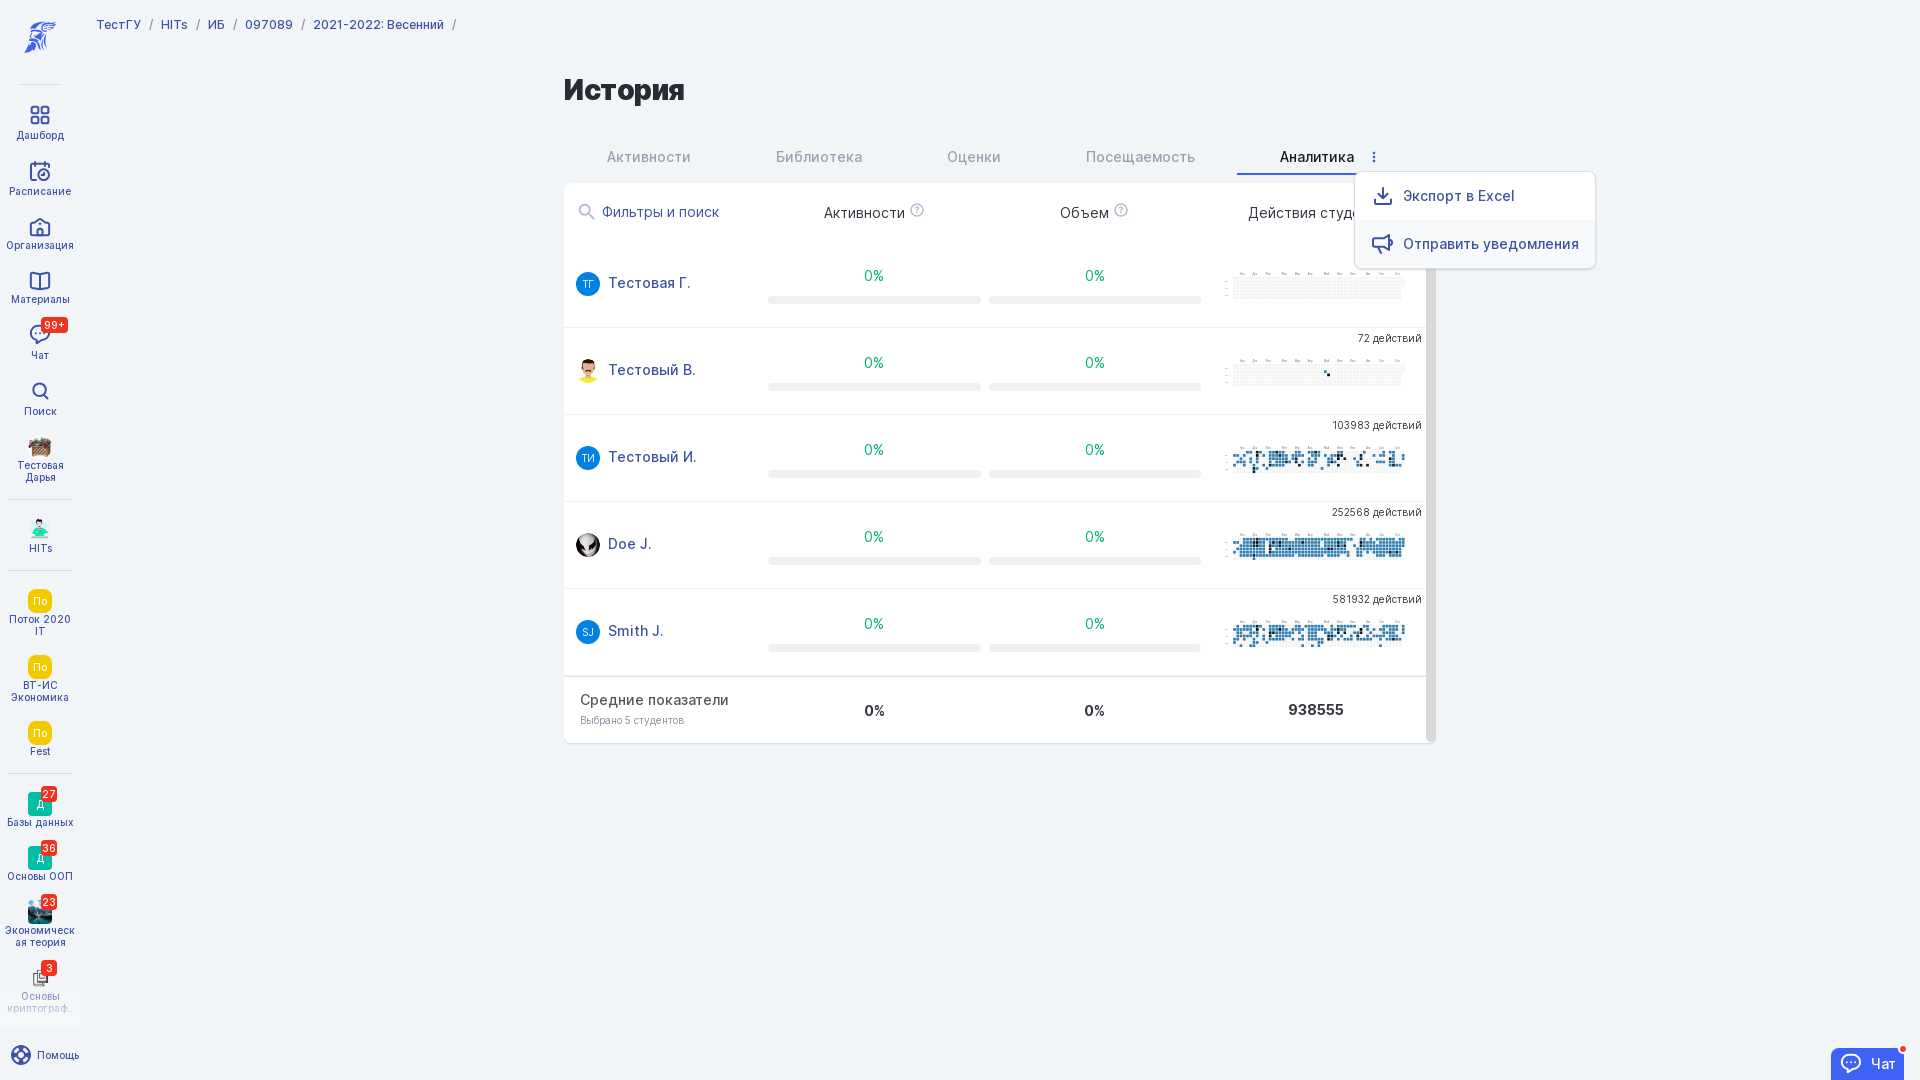 ТестГУ / HITs / ИБ / 097089 / 2021-2022: Весенний /
Дашборд
Расписание
Организация
Материалы
99+
Чат
Поиск
Тестовая
Дарья
HITs
По
Поток 2020
IT
По
ВТ-ИС
Экономика
По
Fest
27
Д
Базы данных
36
Д
Основы ООП
23
Экономическ
ая теория
3
Основы
криптограф...
Помощь
История
Активности Библиотека Оценки Посещаемость Аналитика
Экспорт в Excel
Отправить уведомления
Фильтры и поиск Активности Объем Действия студе
ТГ Тестовая Г. 0% 0%
72 действий
Тестовый В. 0% 0%
103983 действий
ТИ Тестовый И. 0% 0%
252568 действий
Doe J. 0% 0%
581932 действий
SJ Smith J. 0% 0%
Средние показатели 0% 0% 938555
Выбрано 5 студентов
Чат